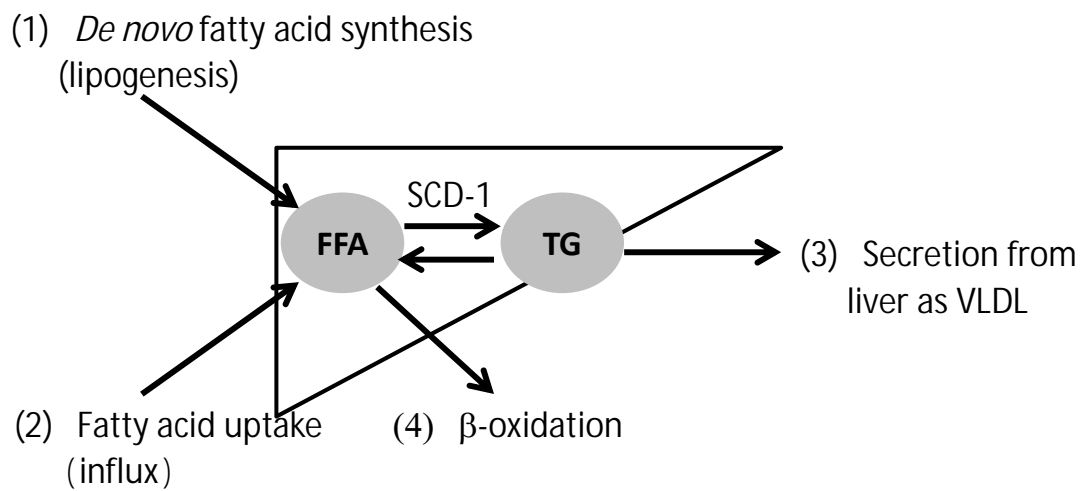 (1) De novo fatty acid synthesis
(lipogenesis)
SCD-1
FFA
TG
(3) Secretion from
liver as VLDL
(2) Fatty acid uptake
(influx)
(4) β-oxidation